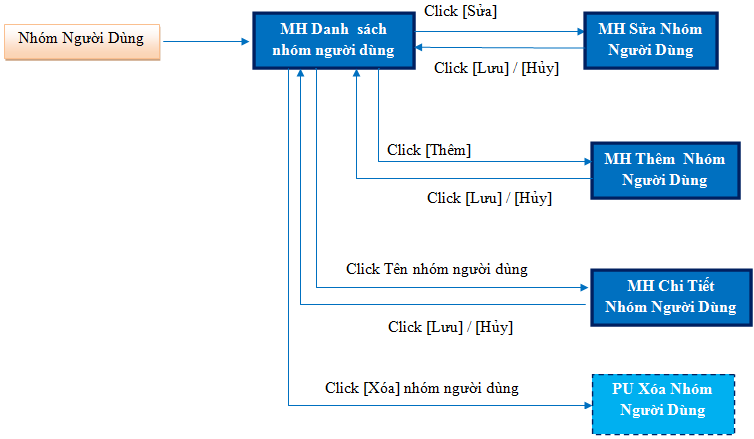 Click [Sửa]
Nhóm Người Dùng
MH Danh sách
nhóm người dùng
MH Sửa Nhóm
Người Dùng
Click [Lưu] / [Hủy]
Click [Thêm]
MH Thêm Nhóm
Người Dùng
Click [Lưu] / [Hủy]
Click Tên nhóm người dùng
MH Chi Tiết
Nhóm Người Dùng
Click [Lưu] / [Hủy]
Click [Xóa] nhóm người dùng
PU Xóa Nhóm
Người Dùng